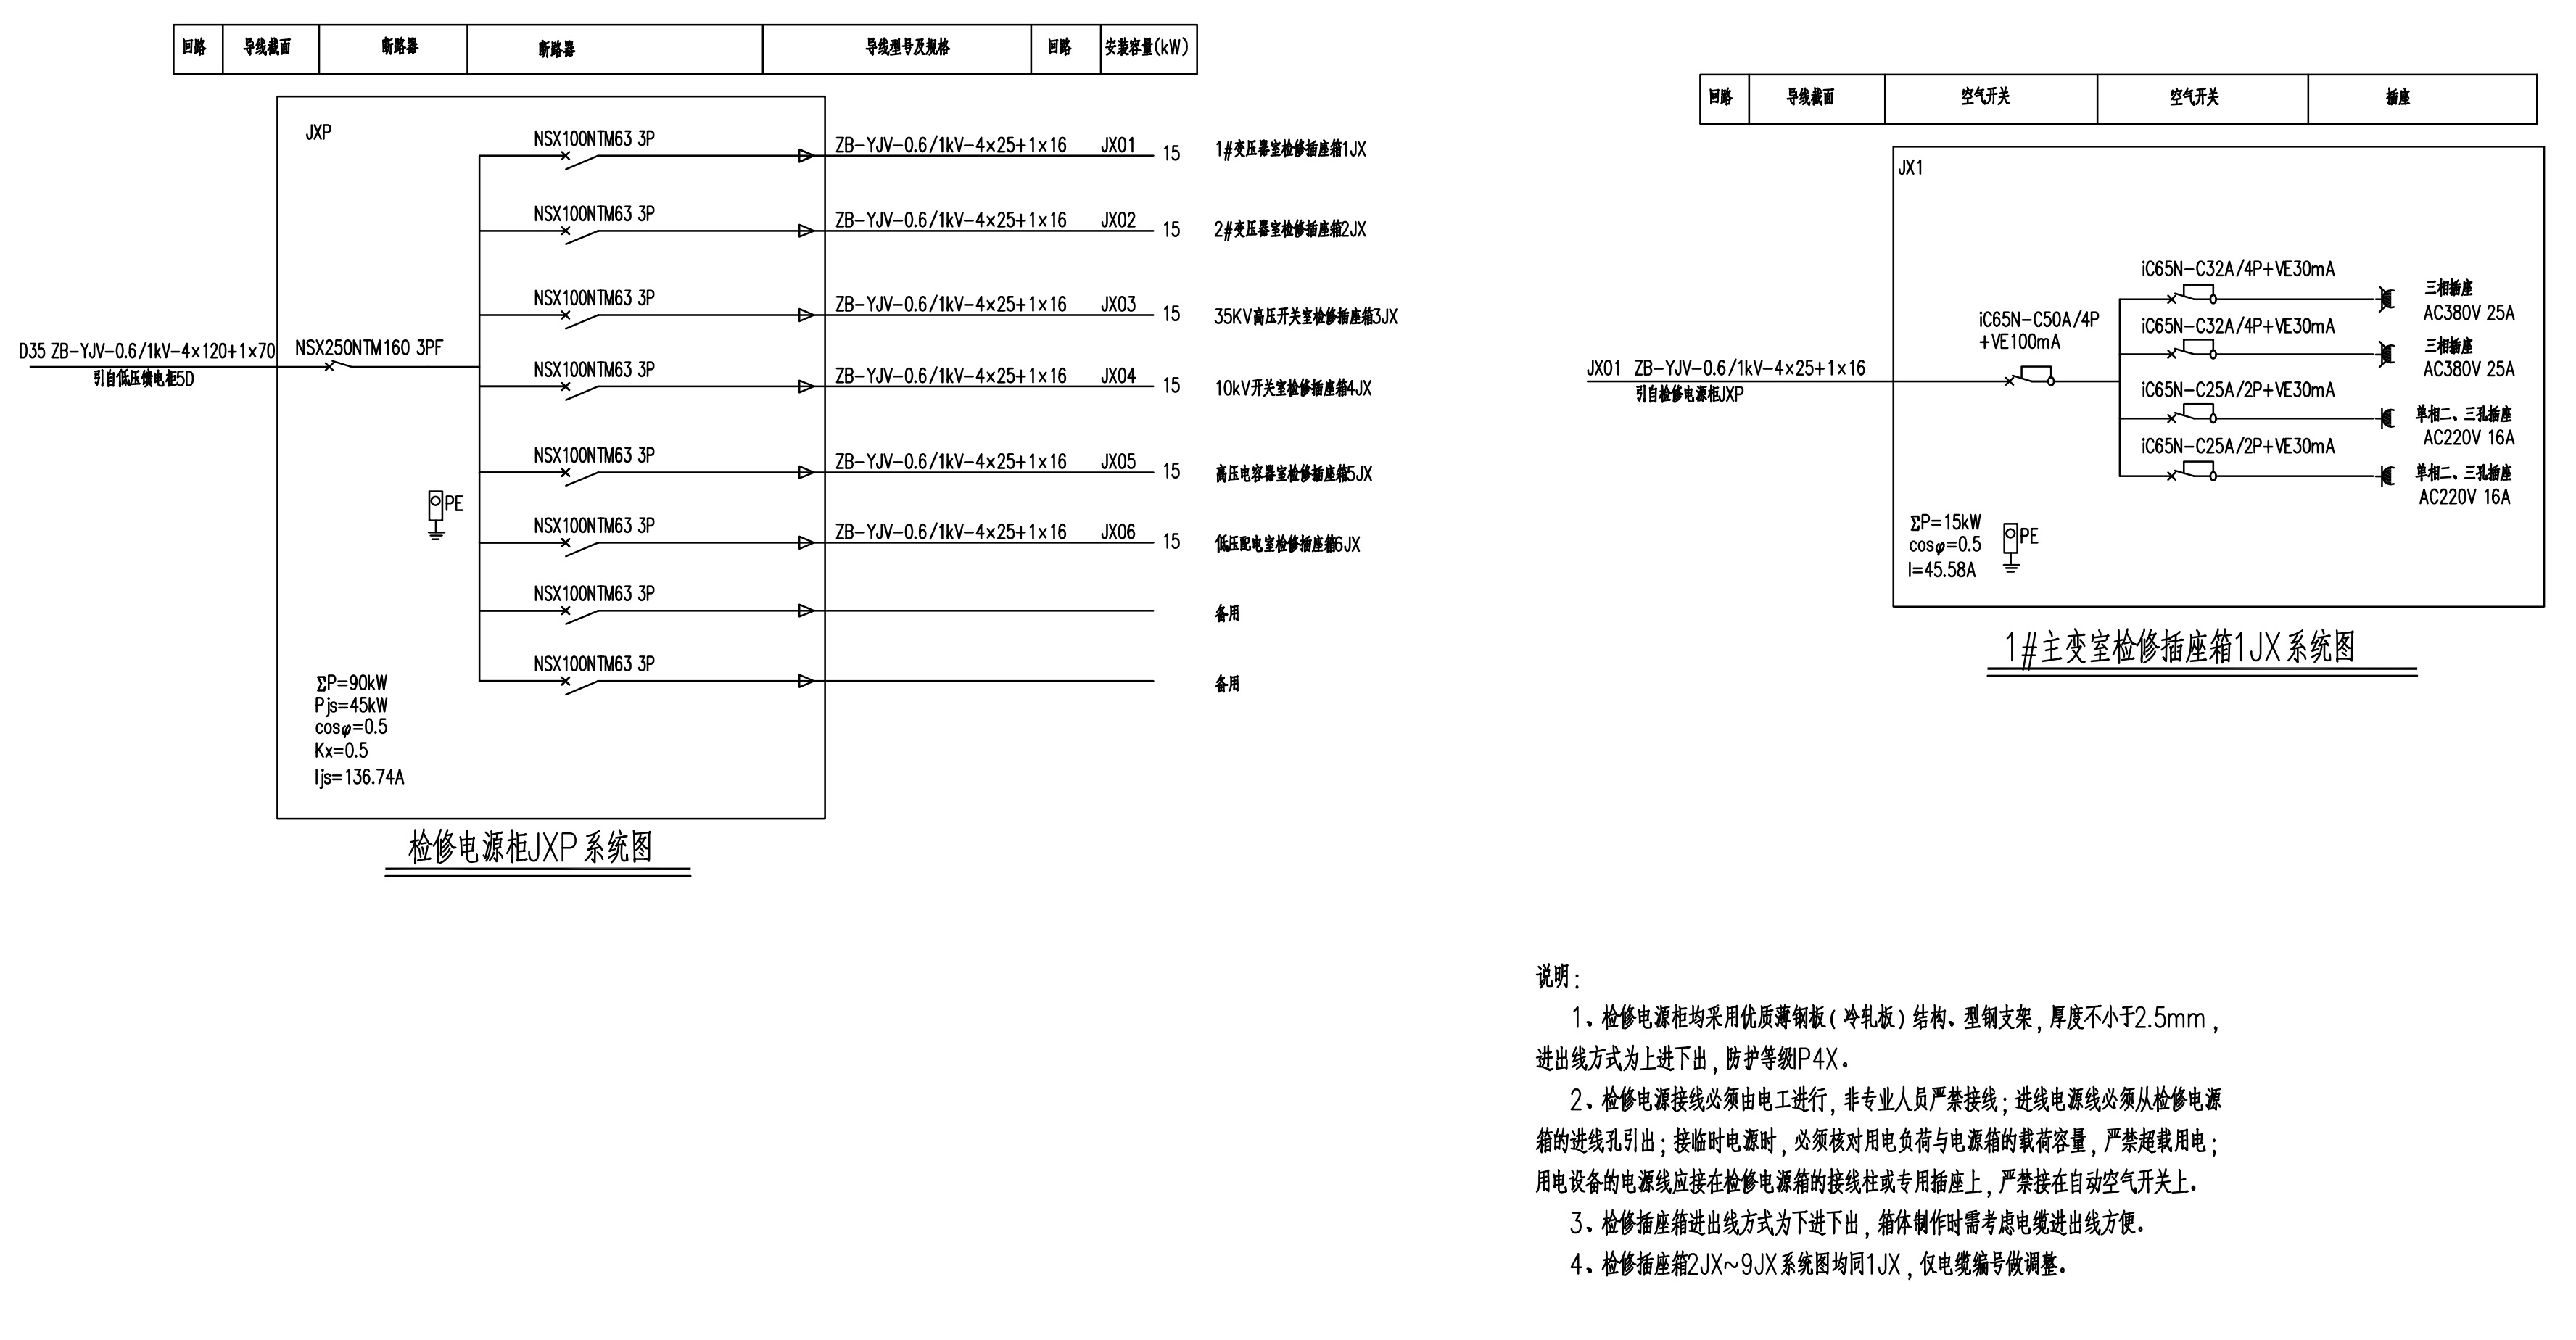 回路 导线截面 断路器 断路器 导线型号及规格 回路 安装容量(kW)
JXP
NSX100NTM63 3P ZB-YJV-0.6/1kV-4×25+1×16 JX01 15 1#变压器室检修插座箱1JX
NSX100NTM63 3P ZB-YJV-0.6/1kV-4×25+1×16 JX02 15 2#变压器室检修插座箱2JX
NSX100NTM63 3P ZB-YJV-0.6/1kV-4×25+1×16 JX03 15 35KV高压开关室检修插座箱3JX
D35 ZB-YJV-0.6/1kV-4×120+1×70 NSX250NTM160 3PF
引自低压馈电柜5D
NSX100NTM63 3P ZB-YJV-0.6/1kV-4×25+1×16 JX04 15 10kV开关室检修插座箱4JX
NSX100NTM63 3P ZB-YJV-0.6/1kV-4×25+1×16 JX05 15 高压电容器室检修插座箱5JX
PE
NSX100NTM63 3P ZB-YJV-0.6/1kV-4×25+1×16 JX06 15 低压配电室检修插座箱6JX
NSX100NTM63 3P 备用
NSX100NTM63 3P 备用
∑P=90kW
Pjs=45kW
cosφ=0.5
Kx=0.5
Ijs=136.74A
检修电源柜JXP系统图
回路 导线截面 空气开关 空气开关 插座
JX1
iC65N-C32A/4P+VE30mA 三相插座
AC380V 25A
iC65N-C50A/4P
+VE100mA
iC65N-C32A/4P+VE30mA 三相插座
AC380V 25A
JX01 ZB-YJV-0.6/1kV-4×25+1×16
引自检修电源柜JXP
iC65N-C25A/2P+VE30mA 单相二、三孔插座
AC220V 16A
iC65N-C25A/2P+VE30mA 单相二、三孔插座
AC220V 16A
∑P=15kW
cosφ=0.5
I=45.58A
PE
1#主变室检修插座箱1JX系统图
说明:
1、检修电源柜均采用优质薄钢板(冷轧板)结构、型钢支架,厚度不小于2.5mm,
进出线方式为上进下出,防护等级IP4X。
2、检修电源接线必须由电工进行,非专业人员严禁接线;进线电源线必须从检修电源
箱的进线孔引出;接临时电源时,必须核对用电负荷与电源箱的载荷容量,严禁超载用电;
用电设备的电源线应接在检修电源箱的接线柱或专用插座上,严禁接在自动空气开关上。
3、检修插座箱进出线方式为下进下出,箱体制作时需考虑电缆进出线方便。
4、检修插座箱2JX~9JX系统图均同1JX,仅电缆编号做调整。